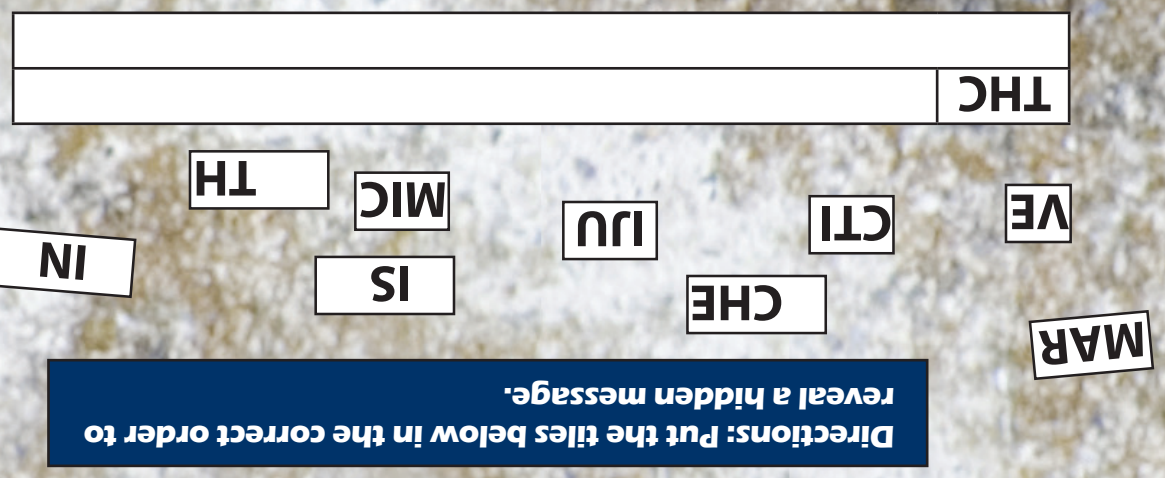 Directions: Put the tiles below in the correct order to
reveal a hidden message.
MAR
CHE
IS
IN
VE
CTI
IJU
MIC
TH
THC